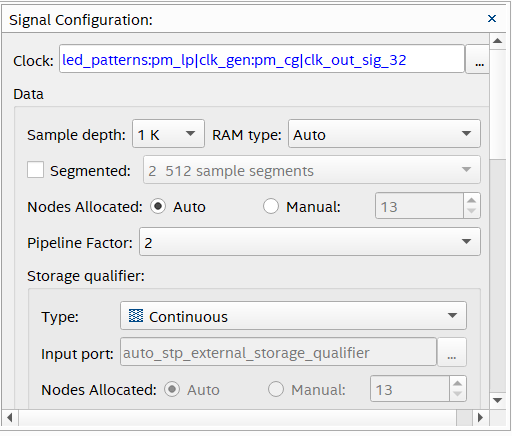 Signal Configuration:
Clock: led_patterns:pm_lp|clk_gen:pm_cg|clk_out_sig_32 ...
Data
Sample depth: 1 K RAM type: Auto
Segmented: 2 512 sample segments
Nodes Allocated: Auto Manual: 13
Pipeline Factor: 2
Storage qualifier:
Type: Continuous
Input port: auto_stp_external_storage_qualifier ...
Nodes Allocated: Auto Manual: 13